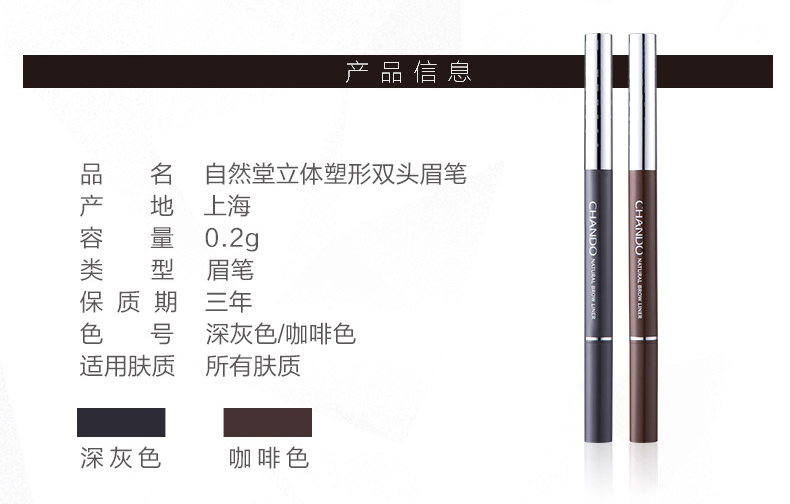 产品信息
品名 自然堂立体塑形双头眉笔
产地 上海
容量 0.2g
类型 眉笔
保质期 三年
色号 深灰色/咖啡色
适用肤质 所有肤质
深灰色 咖啡色
CHANDO NATURAL BROW LINER
CHANDO NATURAL BROW LINER